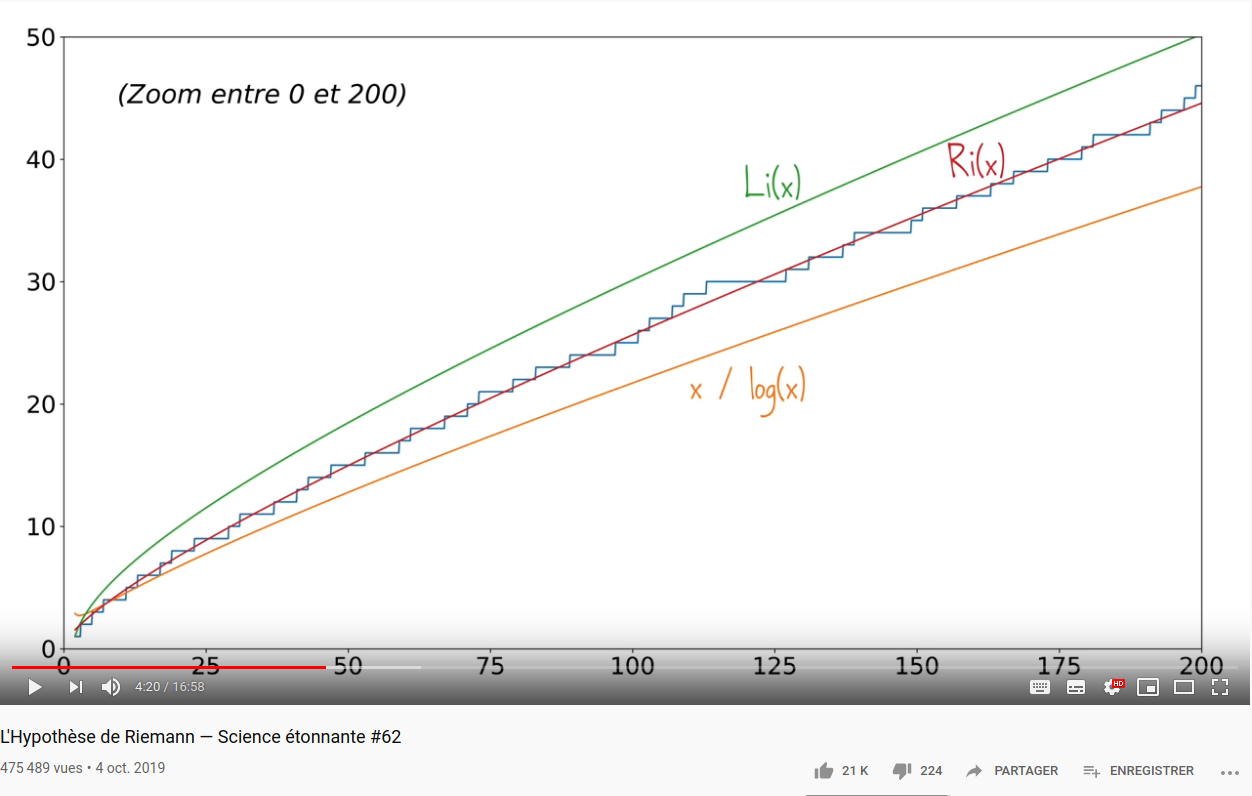 50
(Zoom entre 0 et 200)
40
Li(x)
Ri(x)
30
x / log(x)
20
10
0
0 25 50 75 100 125 150 175 200
4:20 / 16:58
HD
L'Hypothèse de Riemann — Science étonnante #62
475 489 vues • 4 oct. 2019
21 K 224 PARTAGER ENREGISTRER